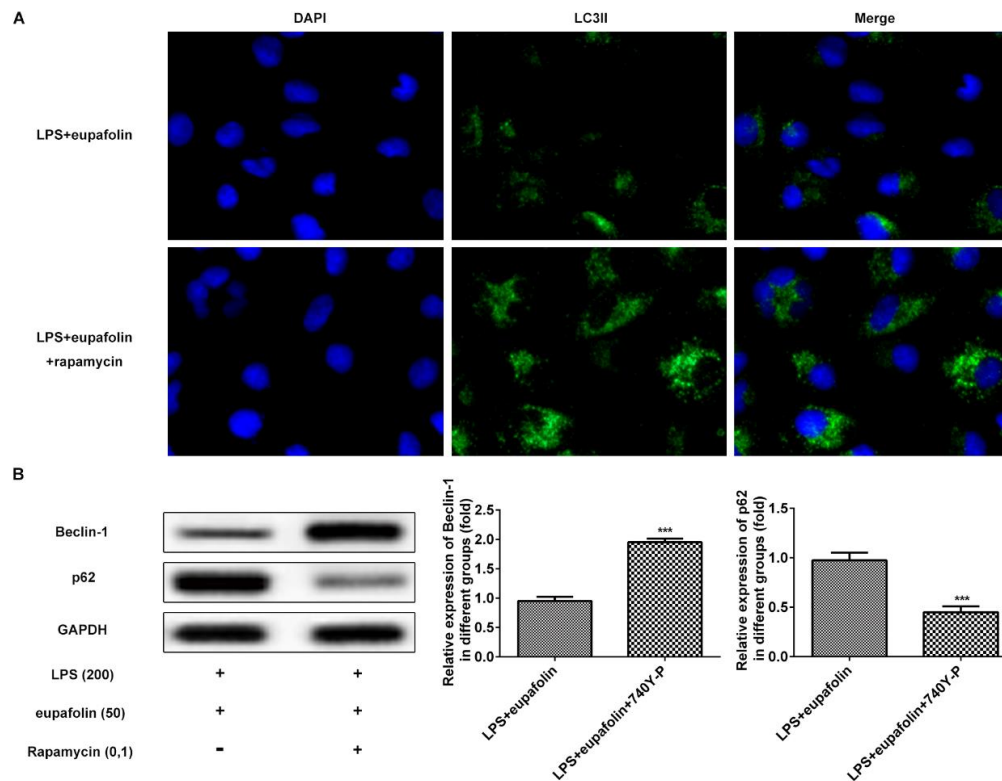 A
DAPI
LC3II
Merge
LPS+eupafolin
LPS+eupafolin
+rapamycin
B
Beclin-1
p62
GAPDH
LPS (200) + +
eupafolin (50) + +
Rapamycin (0,1) - +
Relative expression of Beclin-1
in different groups (fold)
2.5
2.0
1.5
1.0
0.5
0.0
***
LPS+eupafolin
LPS+eupafolin+740Y-P
Relative expression of p62
in different groups (fold)
1.5
1.0
0.5
0.0
***
LPS+eupafolin
LPS+eupafolin+740Y-P